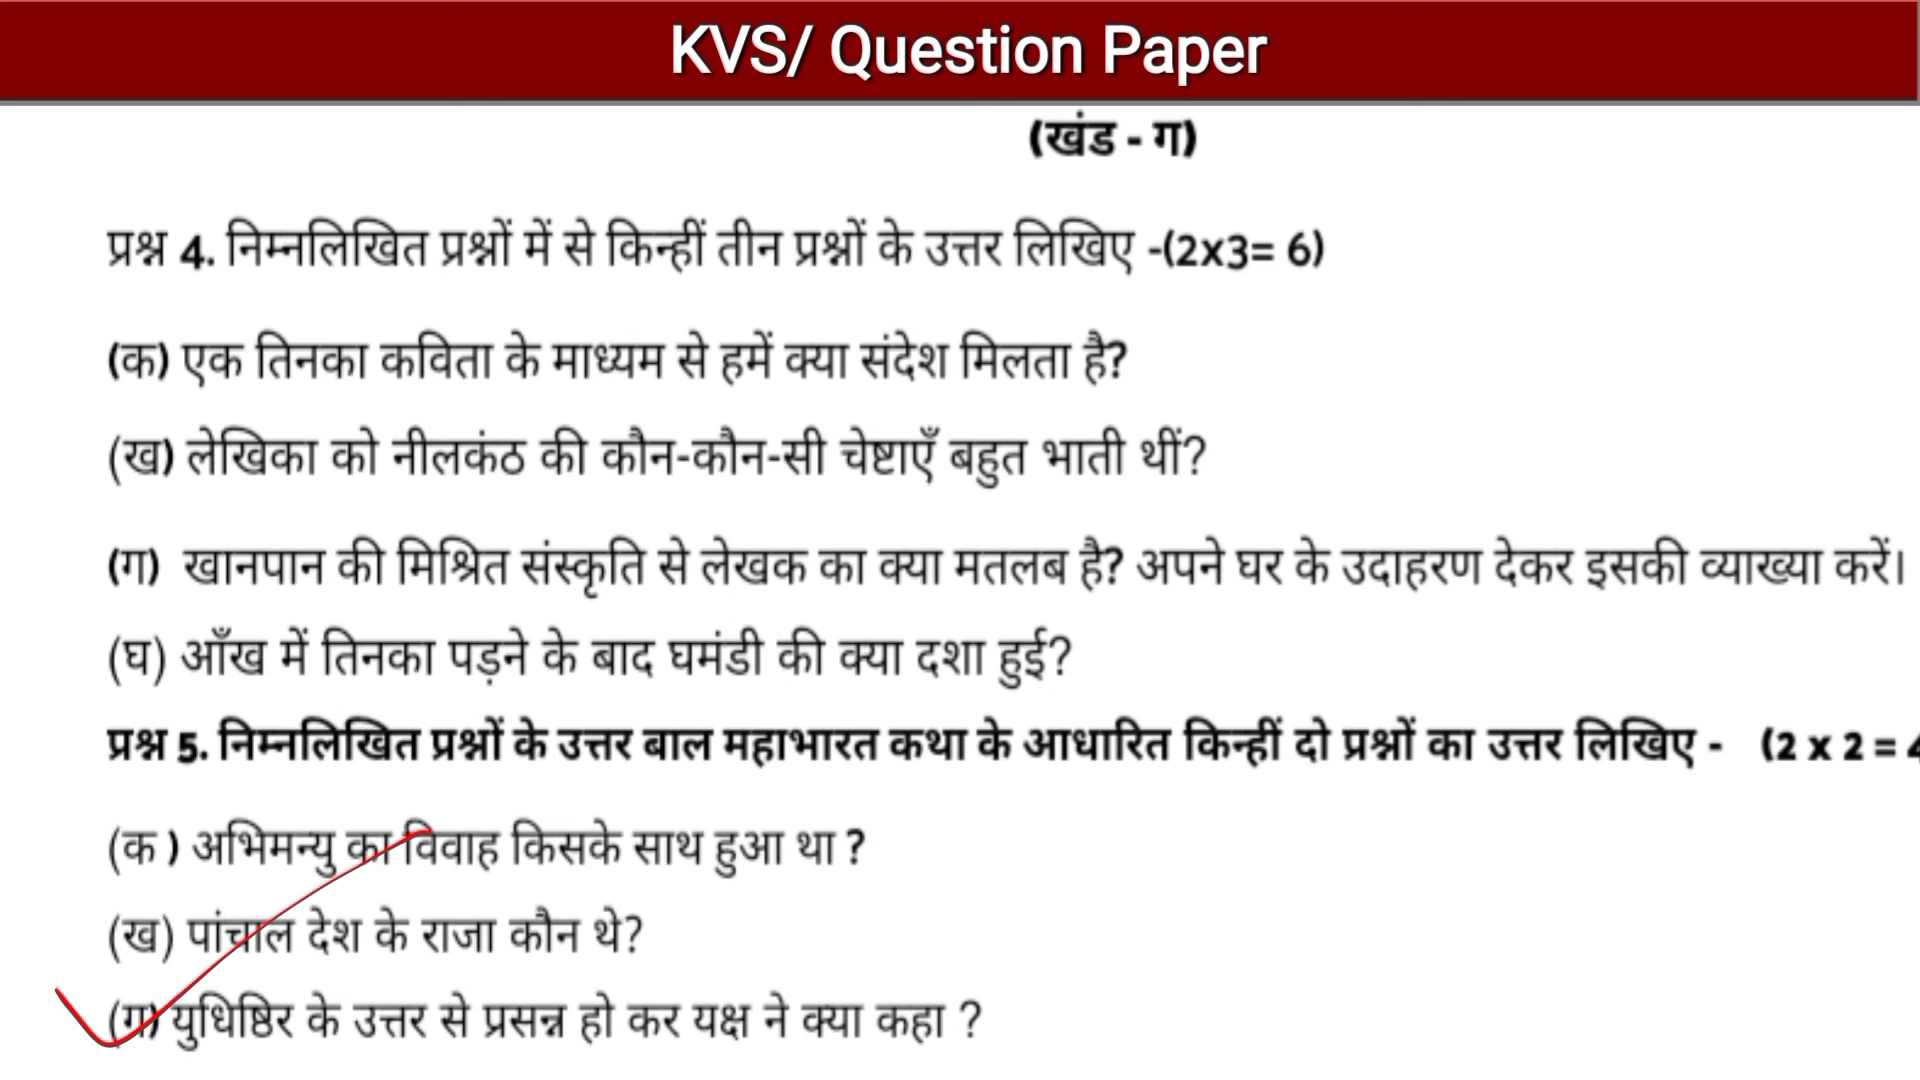 KVS/ Question Paper
(खंड - ग)
प्रश्न 4. निम्नलिखित प्रश्नों में से किन्हीं तीन प्रश्नों के उत्तर लिखिए -(2x3= 6)
(क) एक तिनका कविता के माध्यम से हमें क्या संदेश मिलता है?
(ख) लेखिका को नीलकंठ की कौन-कौन-सी चेष्टाएँ बहुत भाती थीं?
(ग) खानपान की मिश्रित संस्कृति से लेखक का क्या मतलब है? अपने घर के उदाहरण देकर इसकी व्याख्या करें।
(घ) आँख में तिनका पड़ने के बाद घमंडी की क्या दशा हुई?
प्रश्न 5. निम्नलिखित प्रश्नों के उत्तर बाल महाभारत कथा के आधारित किन्हीं दो प्रश्नों का उत्तर लिखिए - (2 x 2 = 4
(क ) अभिमन्यु का विवाह किसके साथ हुआ था ?
(ख) पांचाल देश के राजा कौन थे?
(ग) युधिष्ठिर के उत्तर से प्रसन्न हो कर यक्ष ने क्या कहा ?